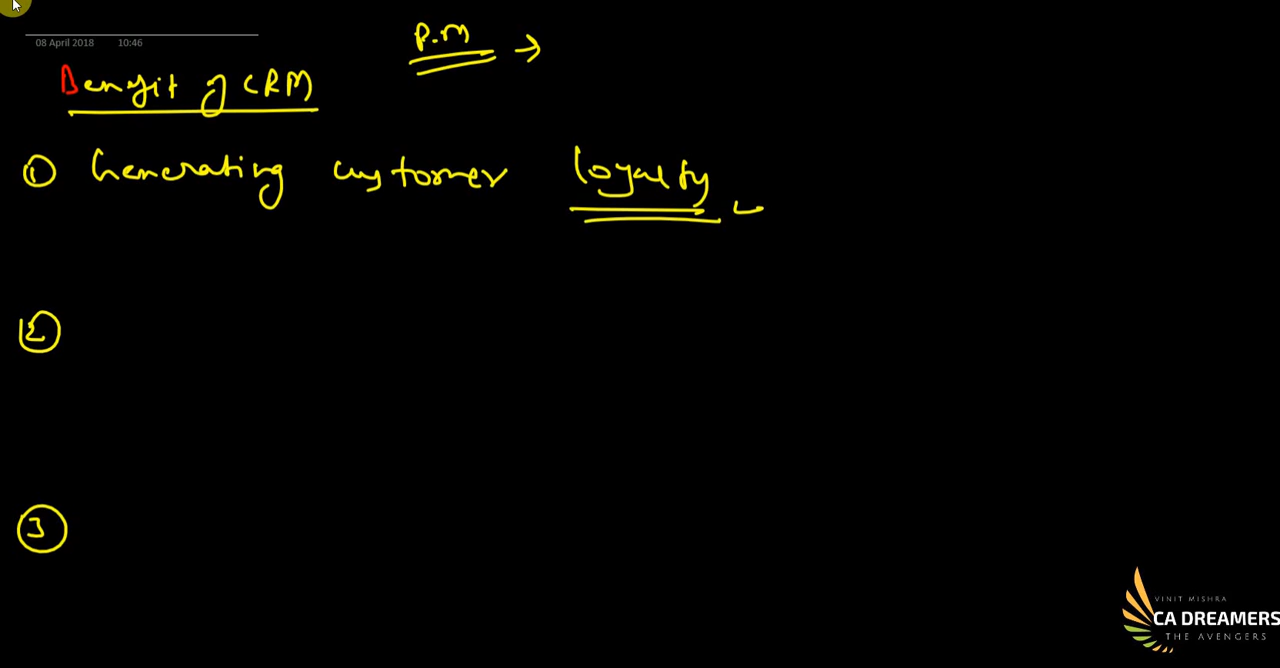 08 April 2018 10:46
P.M →
Benefit of CRM
① Generating customer loyalty
②
③
VINIT MISHRA
CA DREAMERS
THE AVENGERS